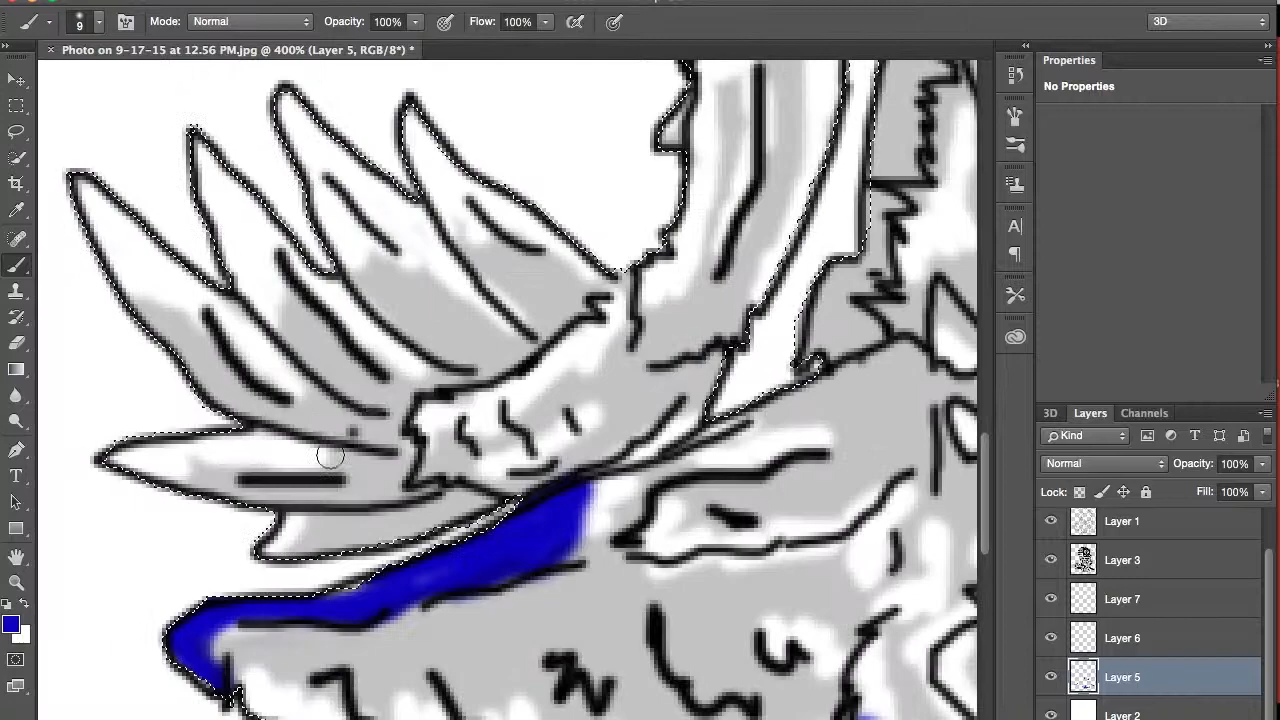 9 Mode: Normal Opacity: 100% Flow: 100% 3D
× Photo on 9-17-15 at 12.56 PM.jpg @ 400% (Layer 5, RGB/8*) *
Properties
No Properties
3D Layers Channels
Kind
Normal Opacity: 100%
Lock: Fill: 100%
Layer 1
Layer 3
Layer 7
Layer 6
Layer 5
Layer 2